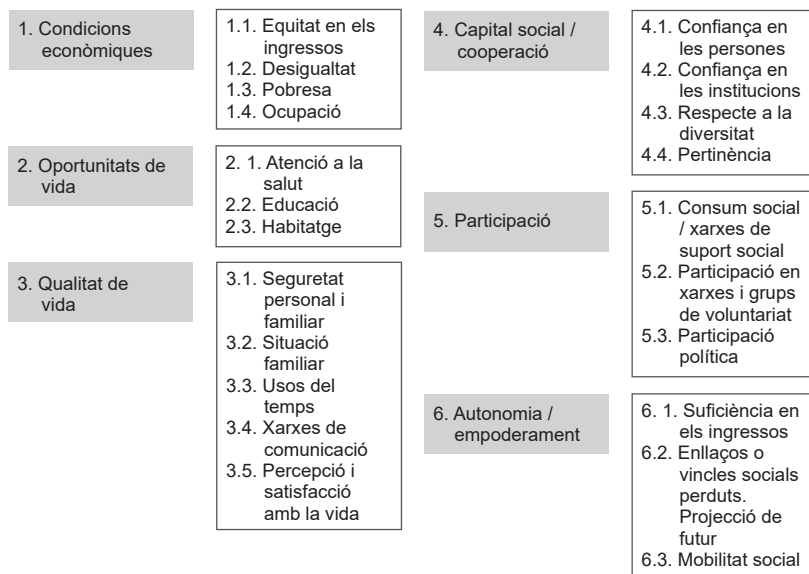 1. Condicions
econòmiques
1.1. Equitat en els
ingressos
1.2. Desigualtat
1.3. Pobresa
1.4. Ocupació
2. Oportunitats de
vida
2. 1. Atenció a la
salut
2.2. Educació
2.3. Habitatge
3. Qualitat de
vida
3.1. Seguretat
personal i
familiar
3.2. Situació
familiar
3.3. Usos del
temps
3.4. Xarxes de
comunicació
3.5. Percepció i
satisfacció
amb la vida
4. Capital social /
cooperació
4.1. Confiança en
les persones
4.2. Confiança en
les institucions
4.3. Respecte a la
diversitat
4.4. Pertinència
5. Participació
5.1. Consum social
/ xarxes de
suport social
5.2. Participació en
xarxes i grups
de voluntariat
5.3. Participació
política
6. Autonomia /
empoderament
6. 1. Suficiència en
els ingressos
6.2. Enllaços o
vincles socials
perduts.
Projecció de
futur
6.3. Mobilitat social